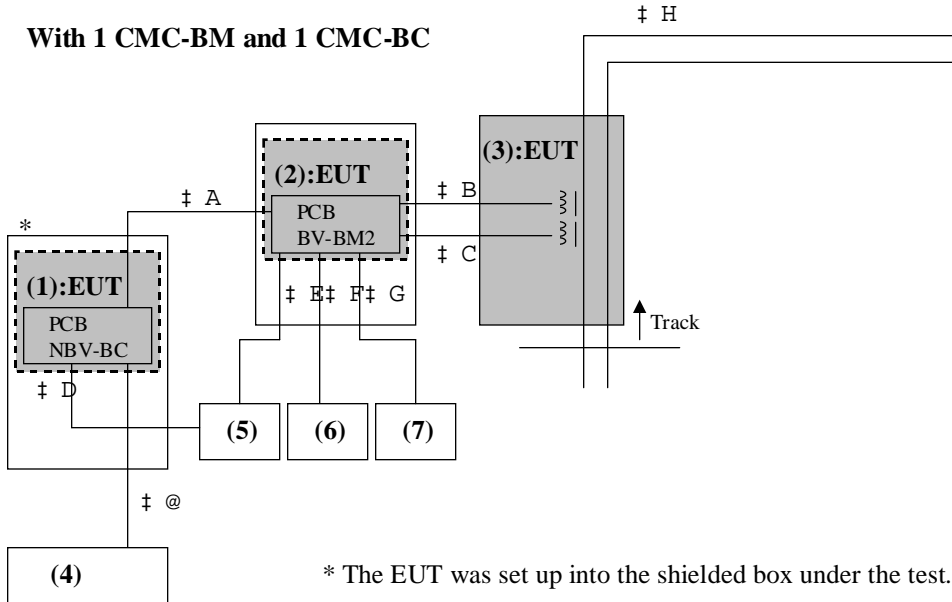 ‡ H
With 1 CMC-BM and 1 CMC-BC
(3):EUT
(2):EUT
‡ A
‡ B
PCB
BV-BM2
*
‡ C
(1):EUT
‡ E‡ F‡ G
PCB
NBV-BC
Track
‡ D
(5)
(6)
(7)
‡ @
(4)
* The EUT was set up into the shielded box under the test.